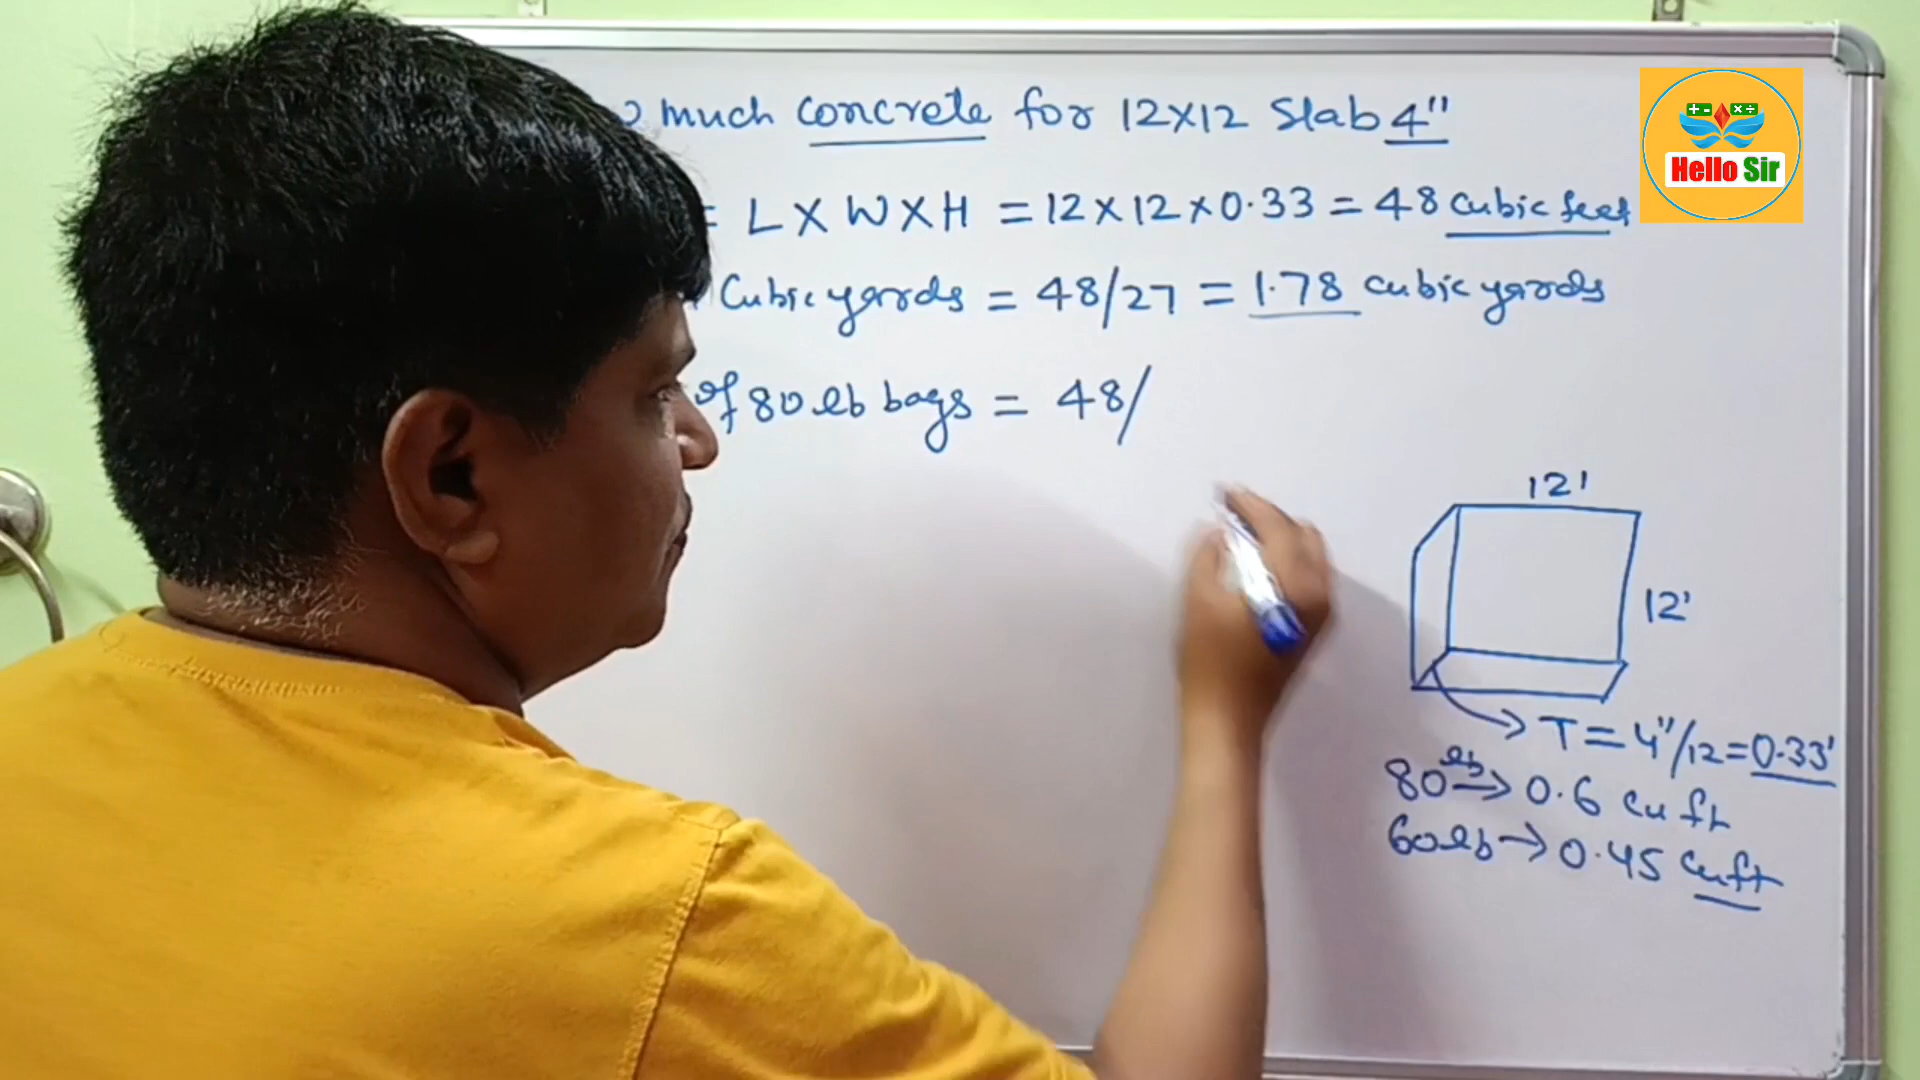 much concrete for 12x12 Slab 4"
= L X W X H = 12 x 12 x 0.33 = 48 cubic feet
Cubic yards = 48/27 = 1.78 cubic yards
of 80 lb bags = 48/
12'
12'
T = 4"/12 = 0.33'
80 lb → 0.6 cu ft
60 lb → 0.45 cu ft
+ - × ÷
Hello Sir